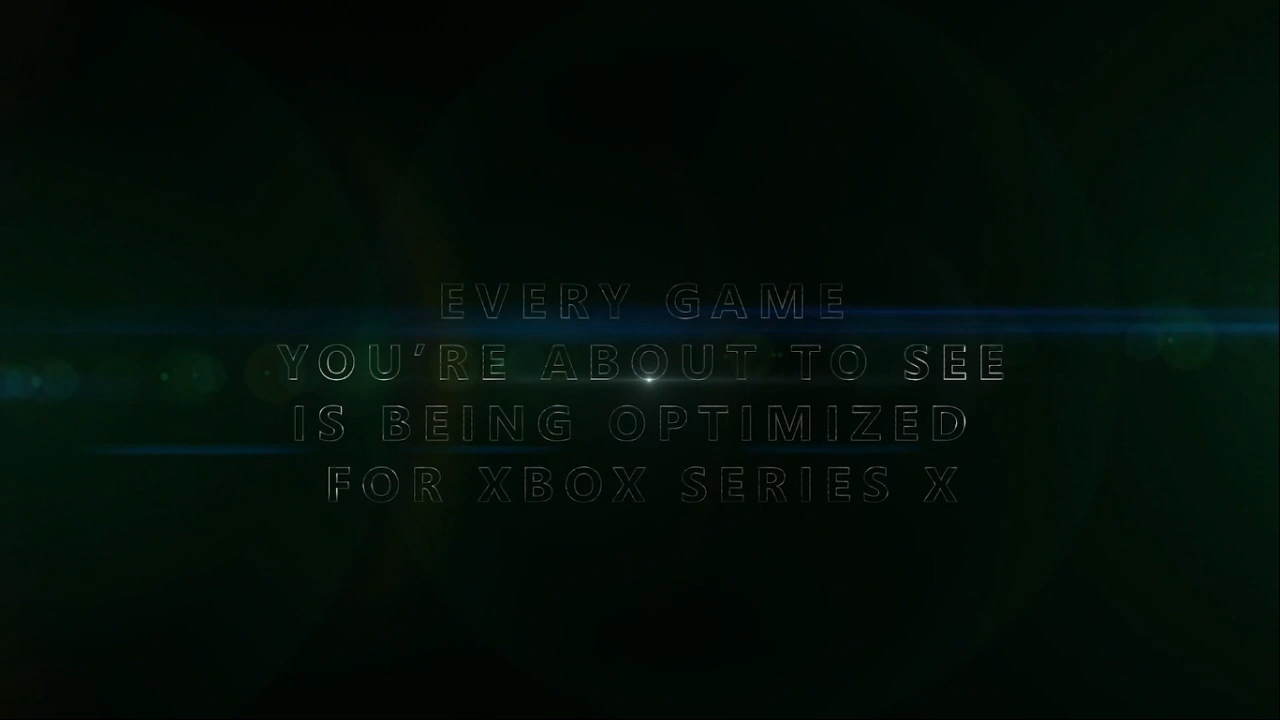 EVERY GAME
YOU’RE ABOUT TO SEE
IS BEING OPTIMIZED
FOR XBOX SERIES X